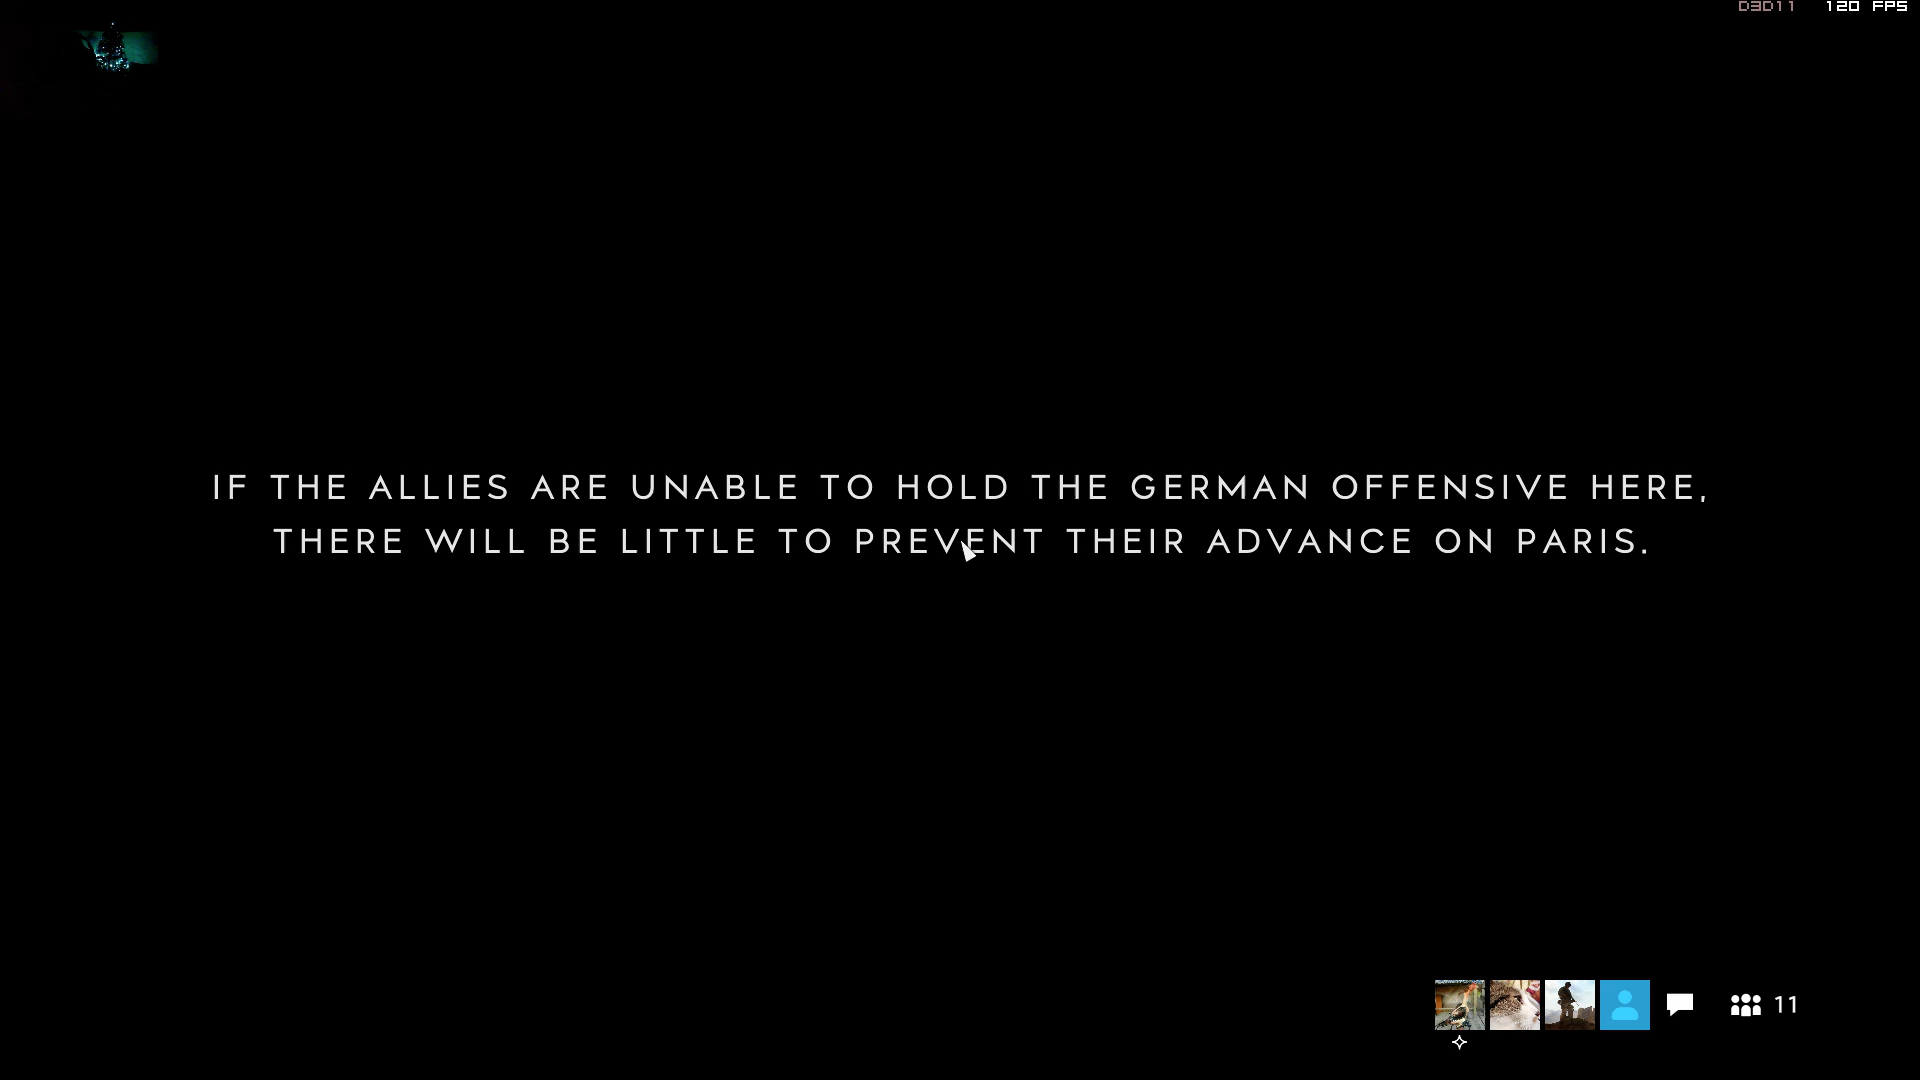 D3D11 120 FPS
IF THE ALLIES ARE UNABLE TO HOLD THE GERMAN OFFENSIVE HERE,
THERE WILL BE LITTLE TO PREVENT THEIR ADVANCE ON PARIS.
11